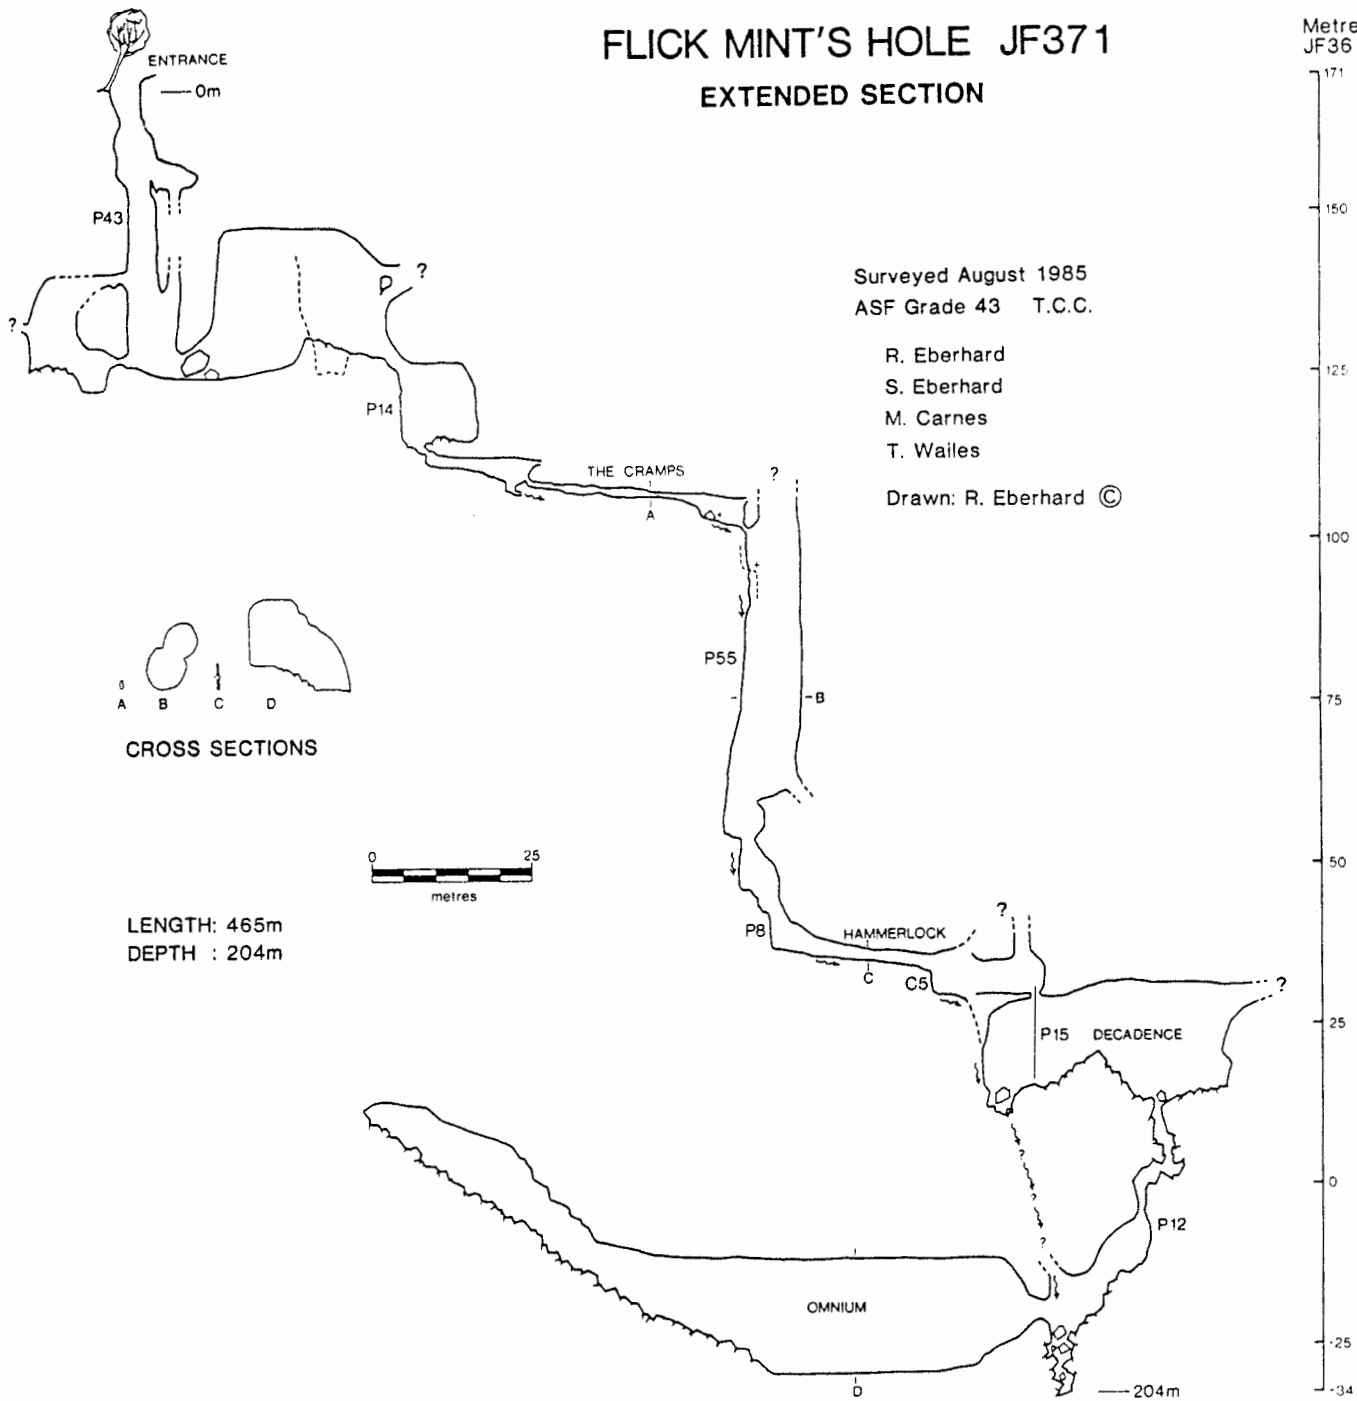 FLICK MINT'S HOLE JF371
EXTENDED SECTION
Metre
JF36
ENTRANCE
0m
171
P43
150
?
?
Surveyed August 1985
ASF Grade 43 T.C.C.
R. Eberhard
S. Eberhard
M. Carnes
T. Wailes
Drawn: R. Eberhard ©
125
P14
THE CRAMPS
?
A
100
P55
B
75
A B C D
CROSS SECTIONS
0 25
metres
50
LENGTH: 465m
DEPTH : 204m
P8
HAMMERLOCK
?
C
C5
?
25
P15 DECADENCE
?
0
?
P12
?
OMNIUM
-25
D
204m
-34